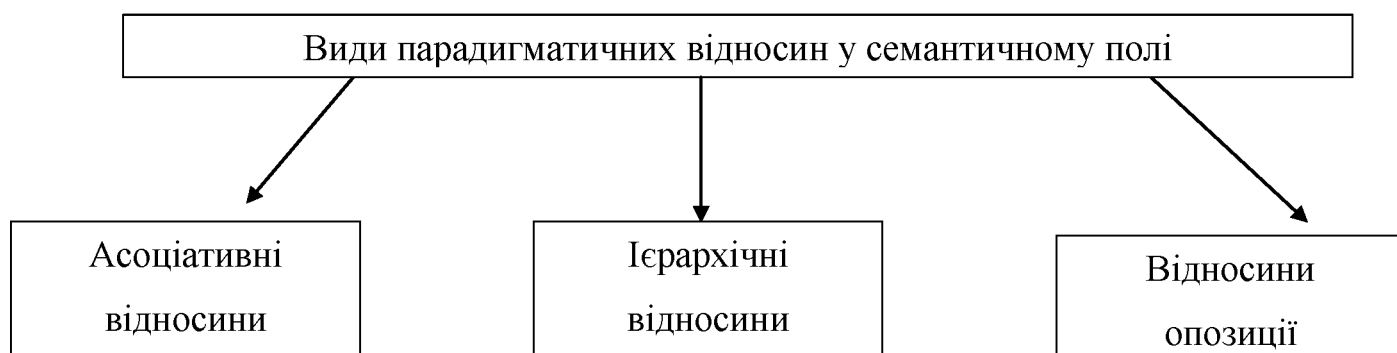 Види парадигматичних відносин у семантичному полі
Асоціативні
відносини
Ієрархічні
відносини
Відносини
опозиції